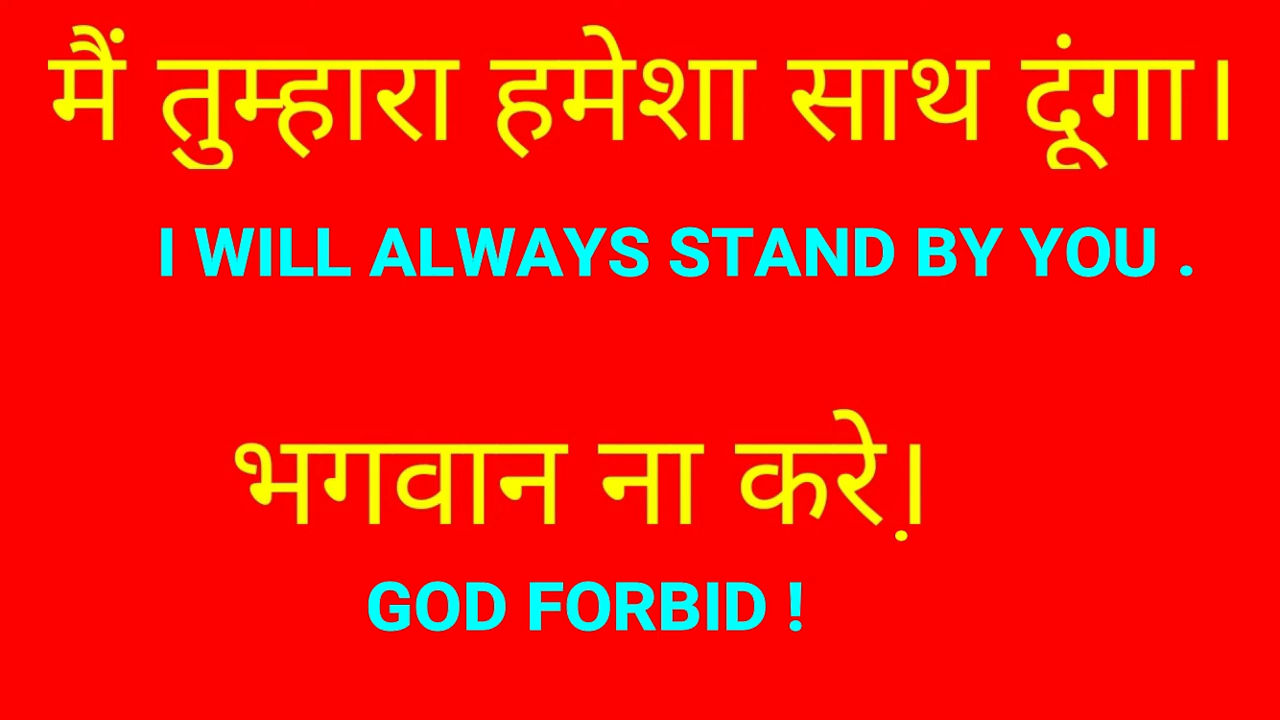 मैं तुम्हारा हमेशा साथ दूंगा।
I WILL ALWAYS STAND BY YOU .
भगवान ना करे।़
GOD FORBID !